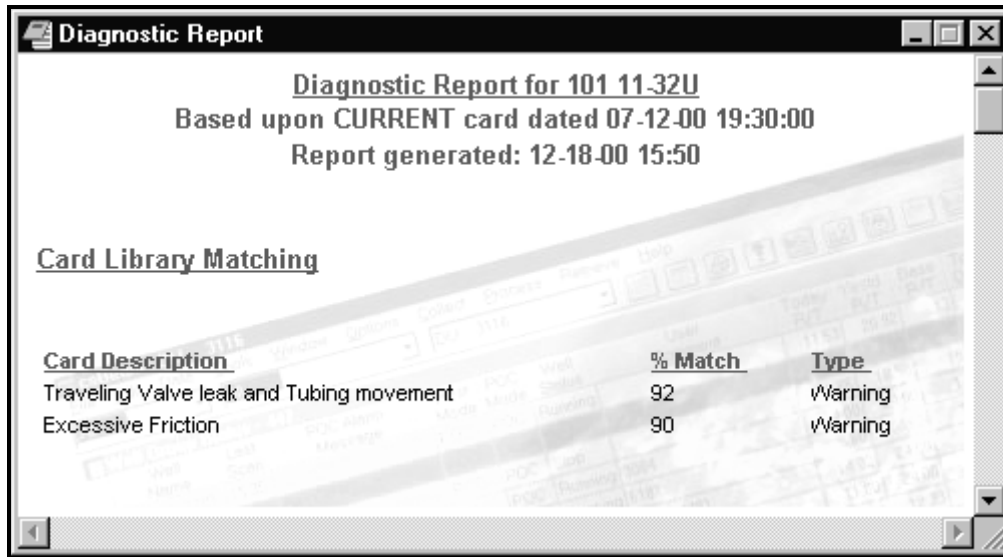 Diagnostic Report
Diagnostic Report for 101 11-32U
Based upon CURRENT card dated 07-12-00 19:30:00
Report generated: 12-18-00 15:50
Card Library Matching
Card Description % Match Type
Traveling Valve leak and Tubing movement 92 Warning
Excessive Friction 90 Warning